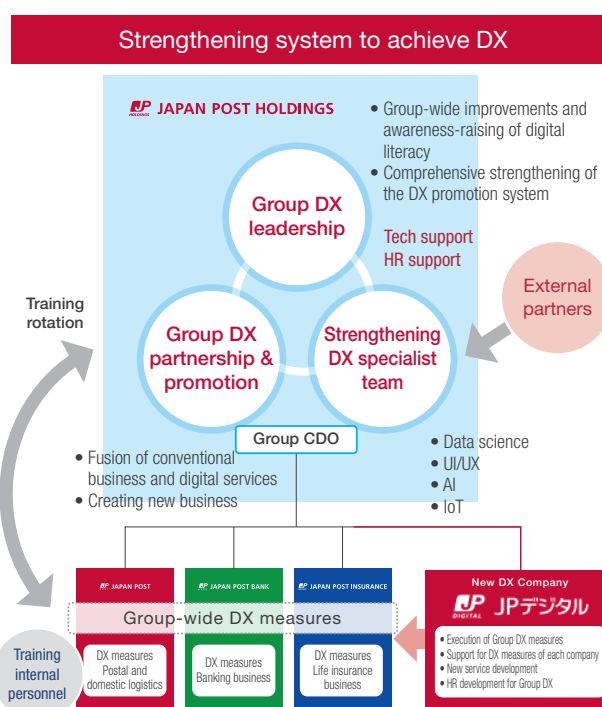 Strengthening system to achieve DX
JP HOLDINGS JAPAN POST HOLDINGS
• Group-wide improvements and
awareness-raising of digital
literacy
• Comprehensive strengthening of
the DX promotion system
Group DX
leadership
Tech support
HR support
External
partners
Training
rotation
Group DX
partnership &
promotion
Strengthening
DX specialist
team
Group CDO
• Fusion of conventional
business and digital services
• Creating new business
• Data science
• UI/UX
• AI
• IoT
JP JAPAN POST
JP JAPAN POST BANK
JP JAPAN POST INSURANCE
Group-wide DX measures
DX measures
Postal and
domestic logistics
DX measures
Banking business
DX measures
Life insurance
business
New DX Company
JP DIGITAL JPデジタル
• Execution of Group DX measures
• Support for DX measures of each company
• New service development
• HR development for Group DX
Training
internal
personnel